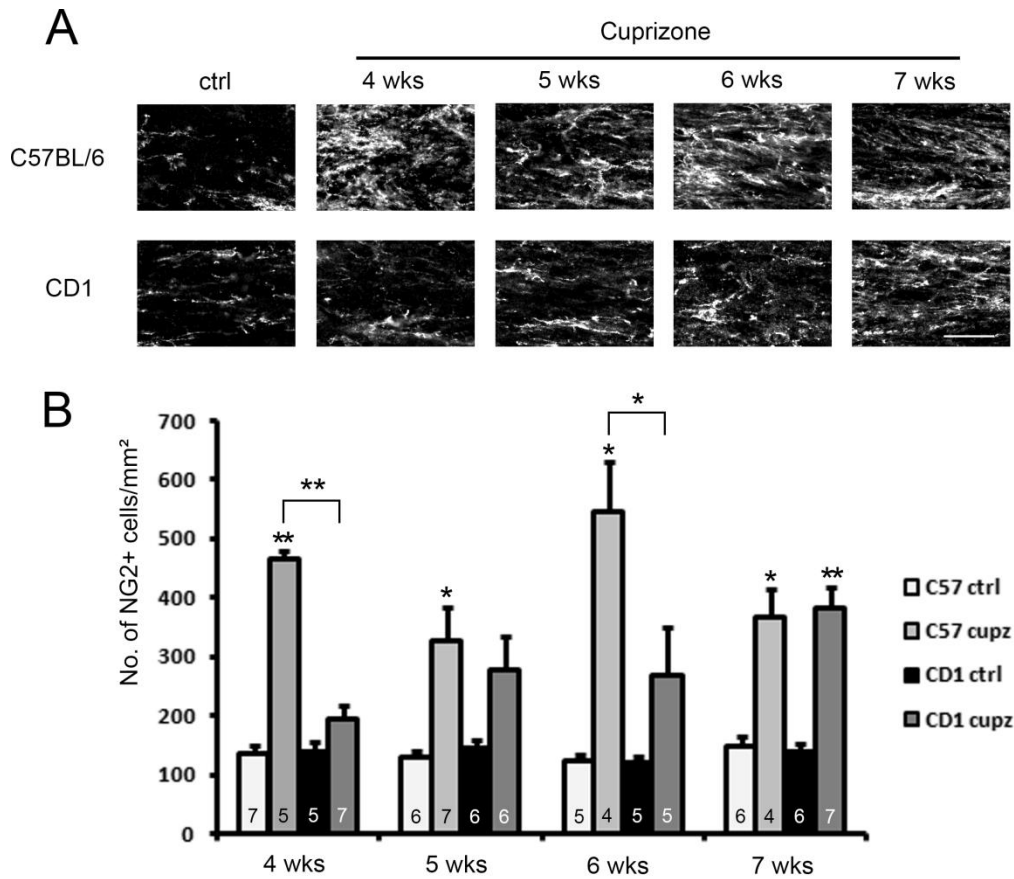 A
Cuprizone
ctrl 4 wks 5 wks 6 wks 7 wks
C57BL/6
CD1
B
No. of NG2+ cells/mm²
700
600
500
400
300
200
100
0
** ** * * * * **
C57 ctrl
C57 cupz
CD1 ctrl
CD1 cupz
7 5 5 7 6 7 6 6 5 4 5 5 6 4 6 7
4 wks 5 wks 6 wks 7 wks